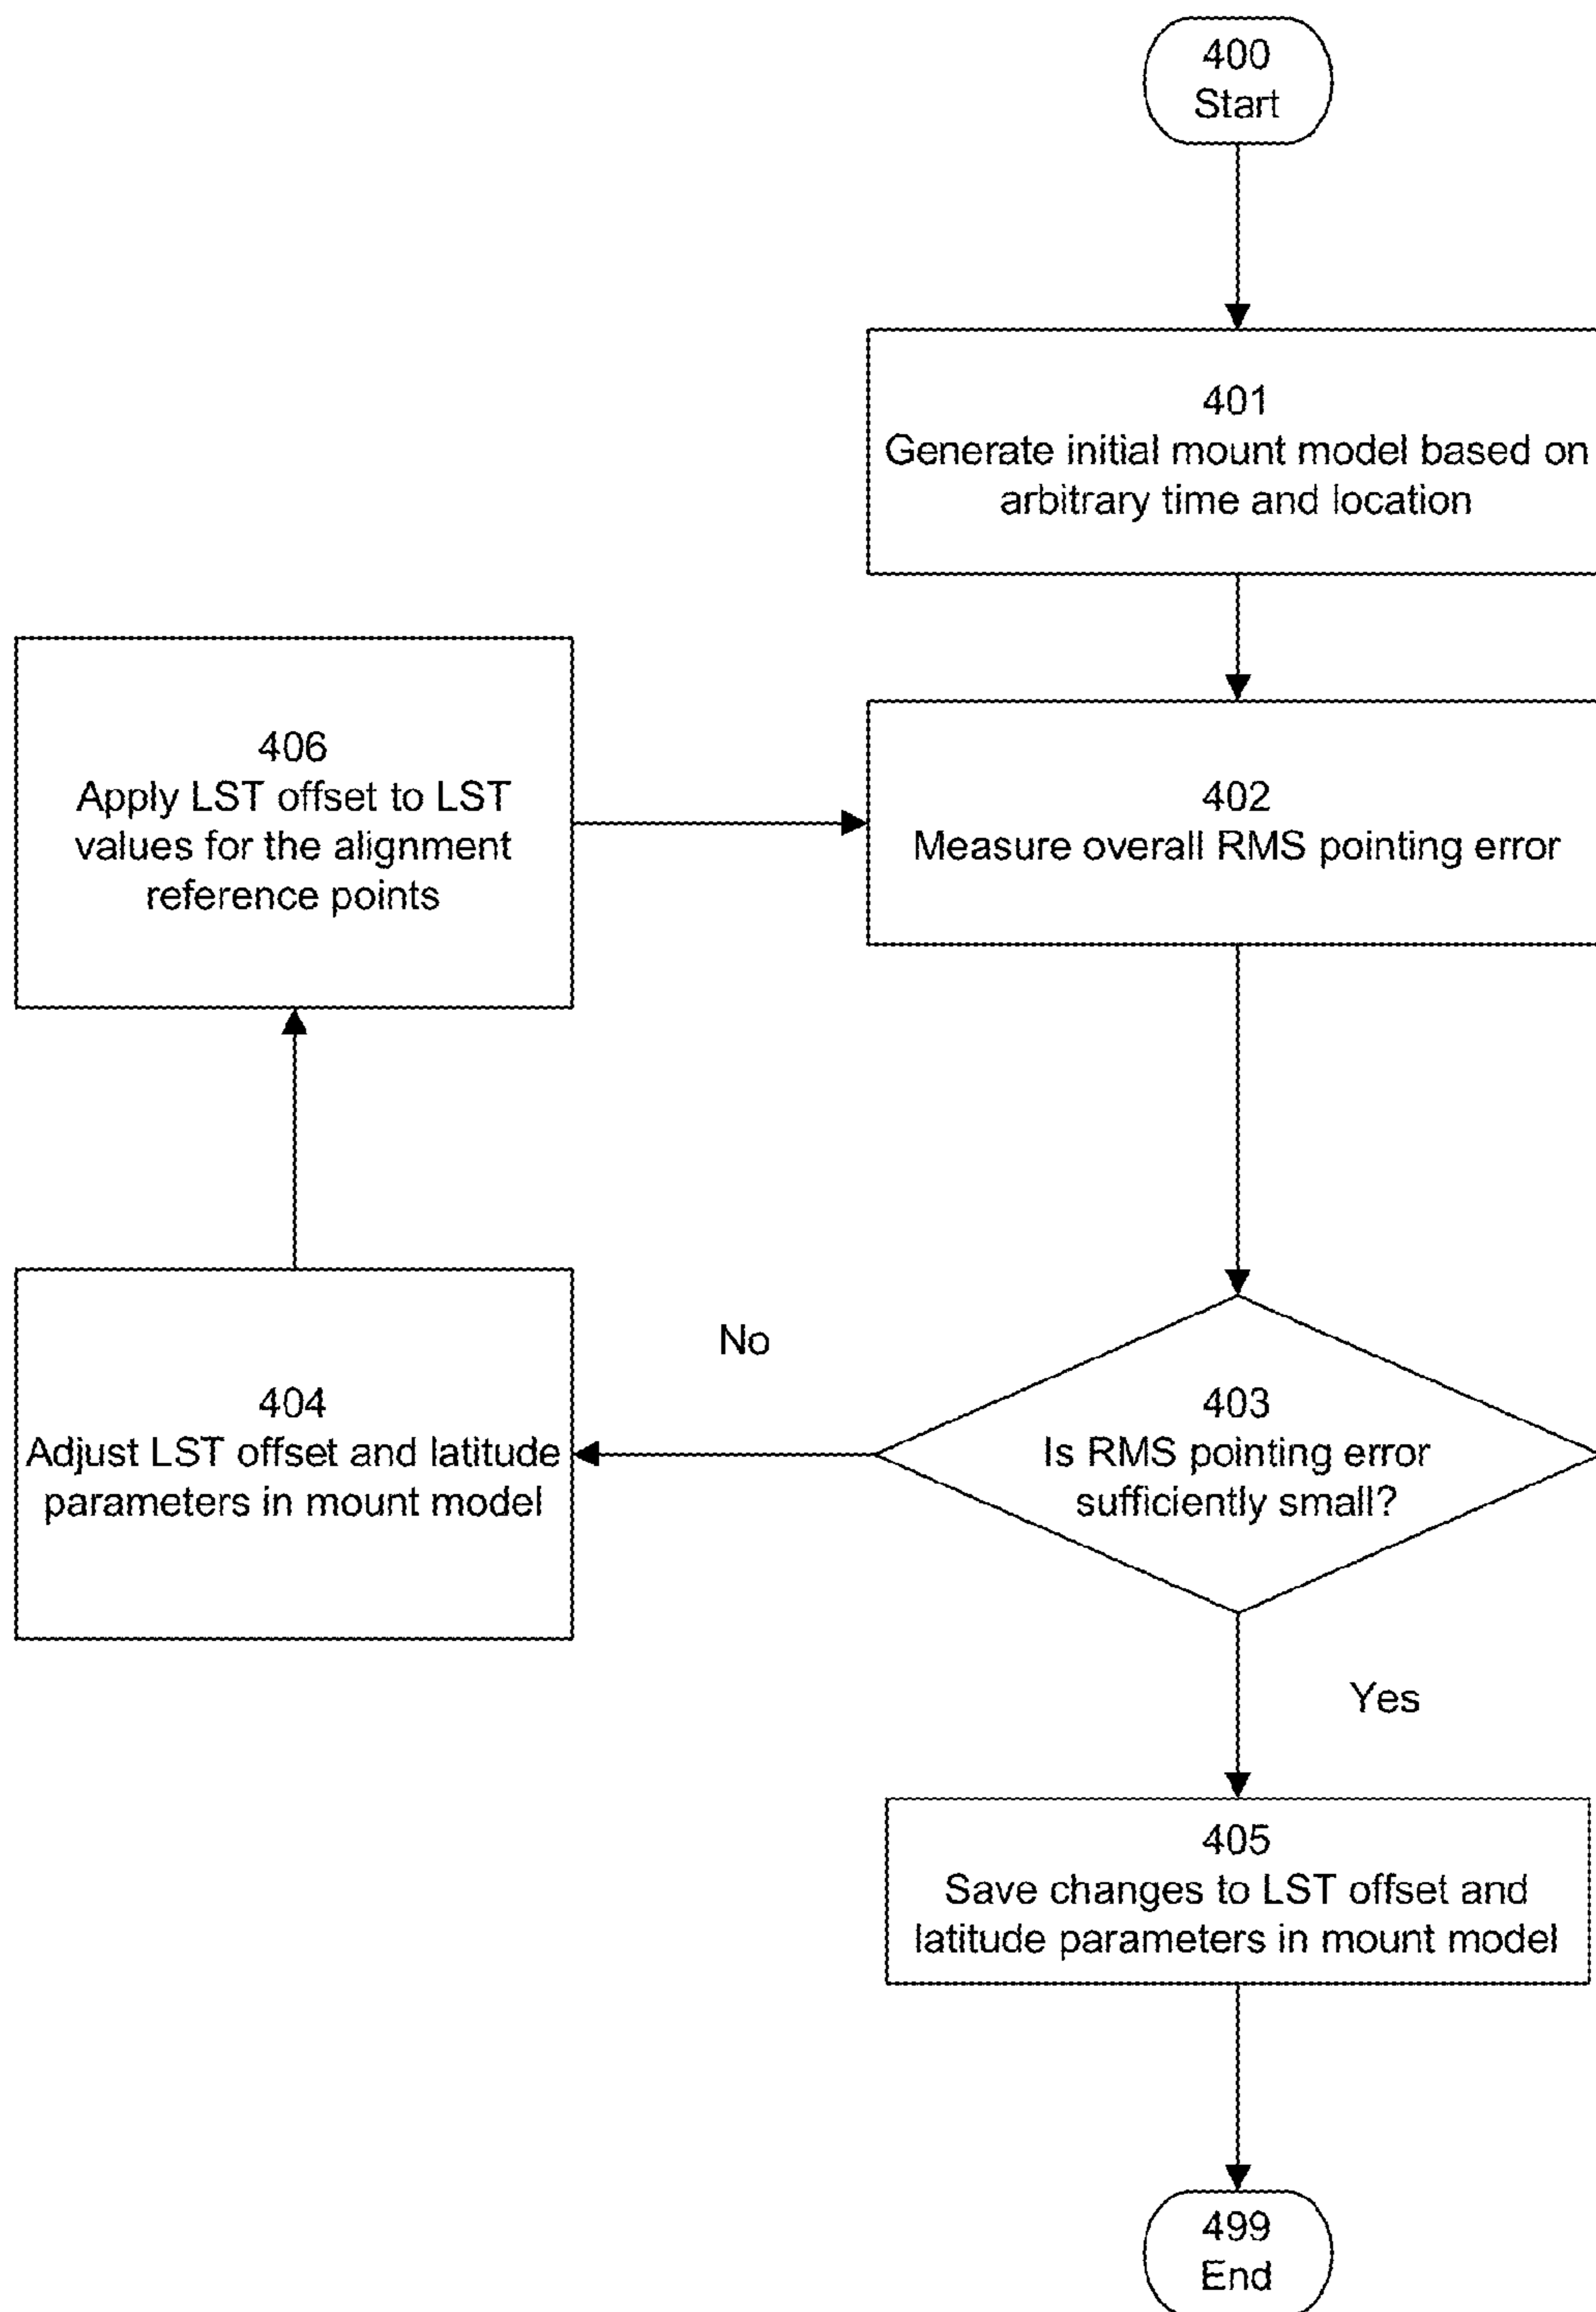 400
Start
401
Generate initial mount model based on
arbitrary time and location
406
Apply LST offset to LST
values for the alignment
reference points
402
Measure overall RMS pointing error
No
404
Adjust LST offset and latitude
parameters in mount model
403
Is RMS pointing error
sufficiently small?
Yes
405
Save changes to LST offset and
latitude parameters in mount model
499
End